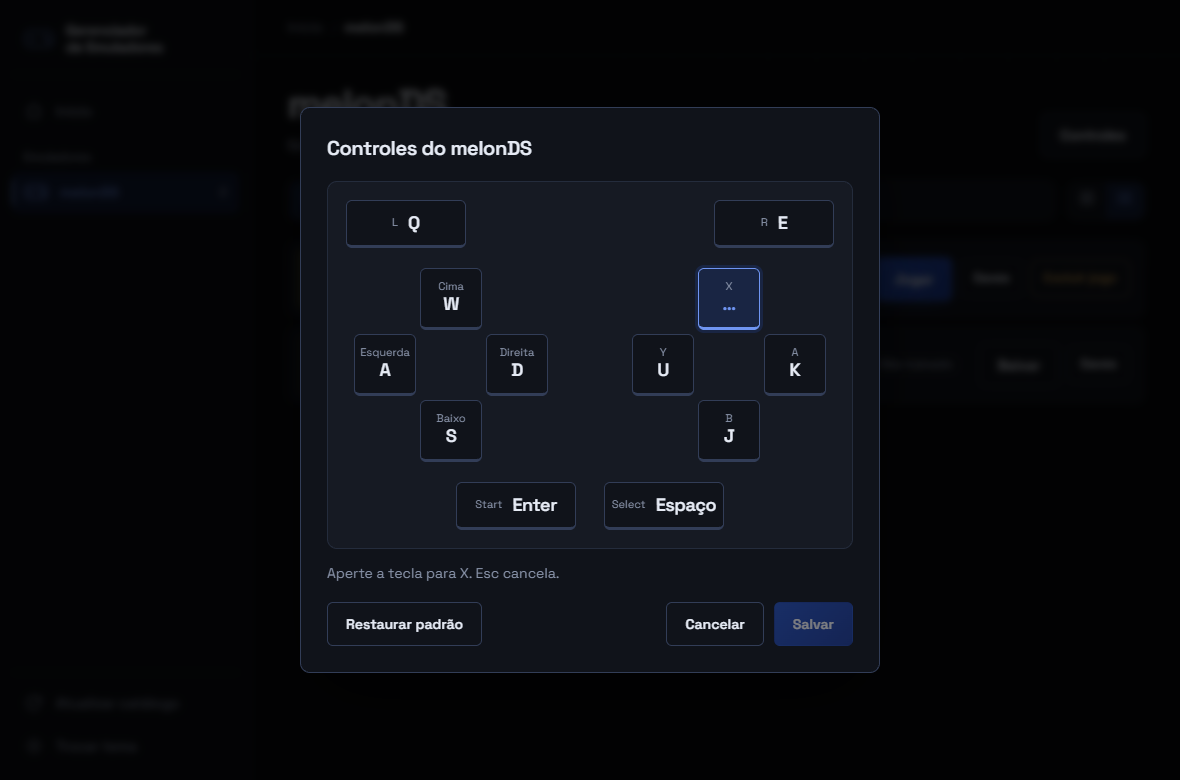 melonDS
Controles do melonDS
L Q
R E
Cima
W
X
...
Esquerda
A
Direita
D
Y
U
A
K
Baixo
S
B
J
Start Enter
Select Espaço
Aperte a tecla para X. Esc cancela.
Restaurar padrão
Cancelar
Salvar